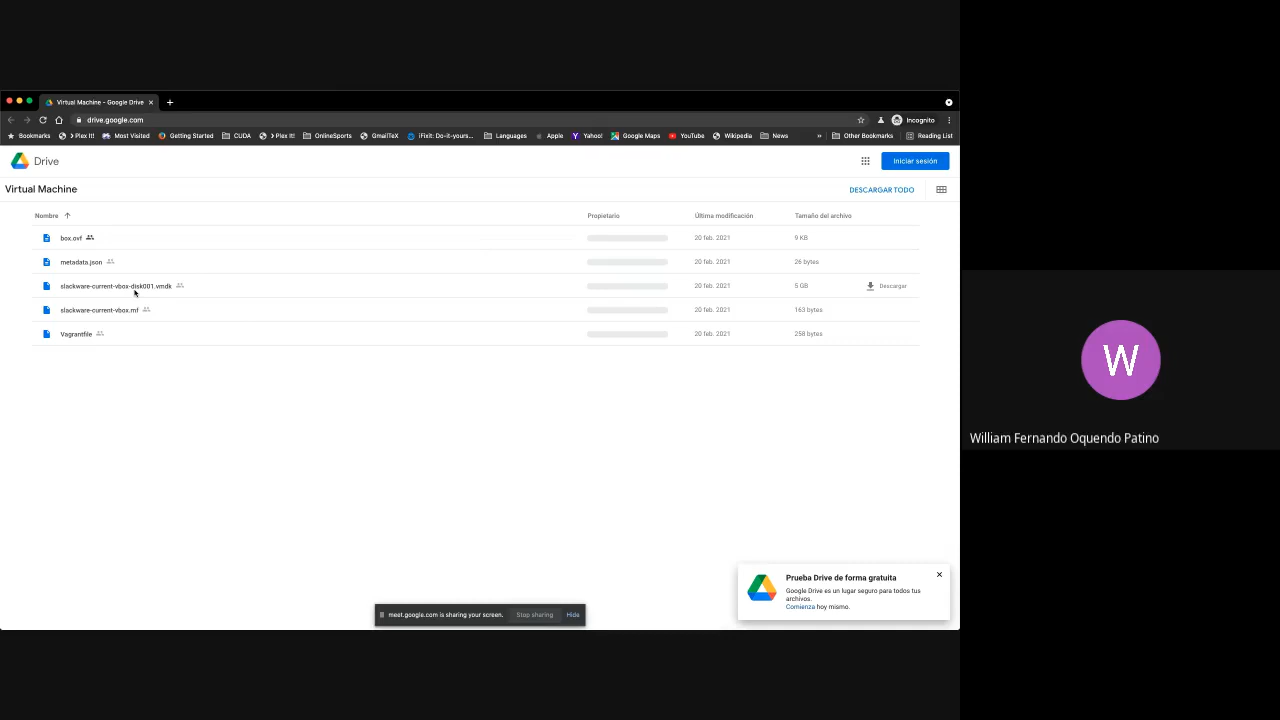 Virtual Machine - Google Drive
drive.google.com
Incognito
Bookmarks > Plex It! Most Visited Getting Started CUDA > Plex It! OnlineSports GmailTeX iFixit: Do-it-yours... Languages Apple Yahoo! Google Maps YouTube Wikipedia News » Other Bookmarks Reading List
Drive
Iniciar sesión
Virtual Machine
DESCARGAR TODO
Nombre Propietario Última modificación Tamaño del archivo
box.ovf 20 feb. 2021 9 KB
metadata.json 20 feb. 2021 26 bytes
slackware-current-vbox-disk001.vmdk 20 feb. 2021 5 GB Descargar
slackware-current-vbox.mf 20 feb. 2021 163 bytes
Vagrantfile 20 feb. 2021 258 bytes
W
William Fernando Oquendo Patino
Prueba Drive de forma gratuita
Google Drive es un lugar seguro para todos tus
archivos.
Comienza hoy mismo.
meet.google.com is sharing your screen. Stop sharing Hide